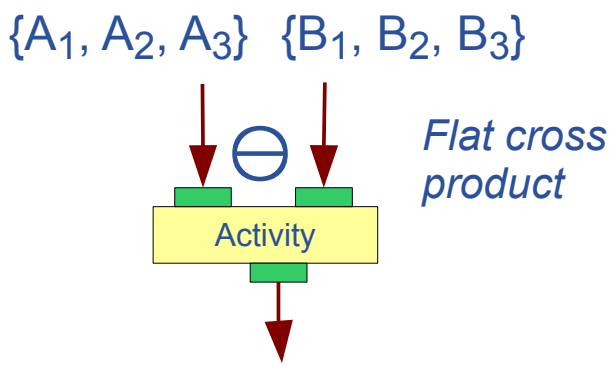 {A₁, A₂, A₃} {B₁, B₂, B₃}
Flat cross
product
Activity